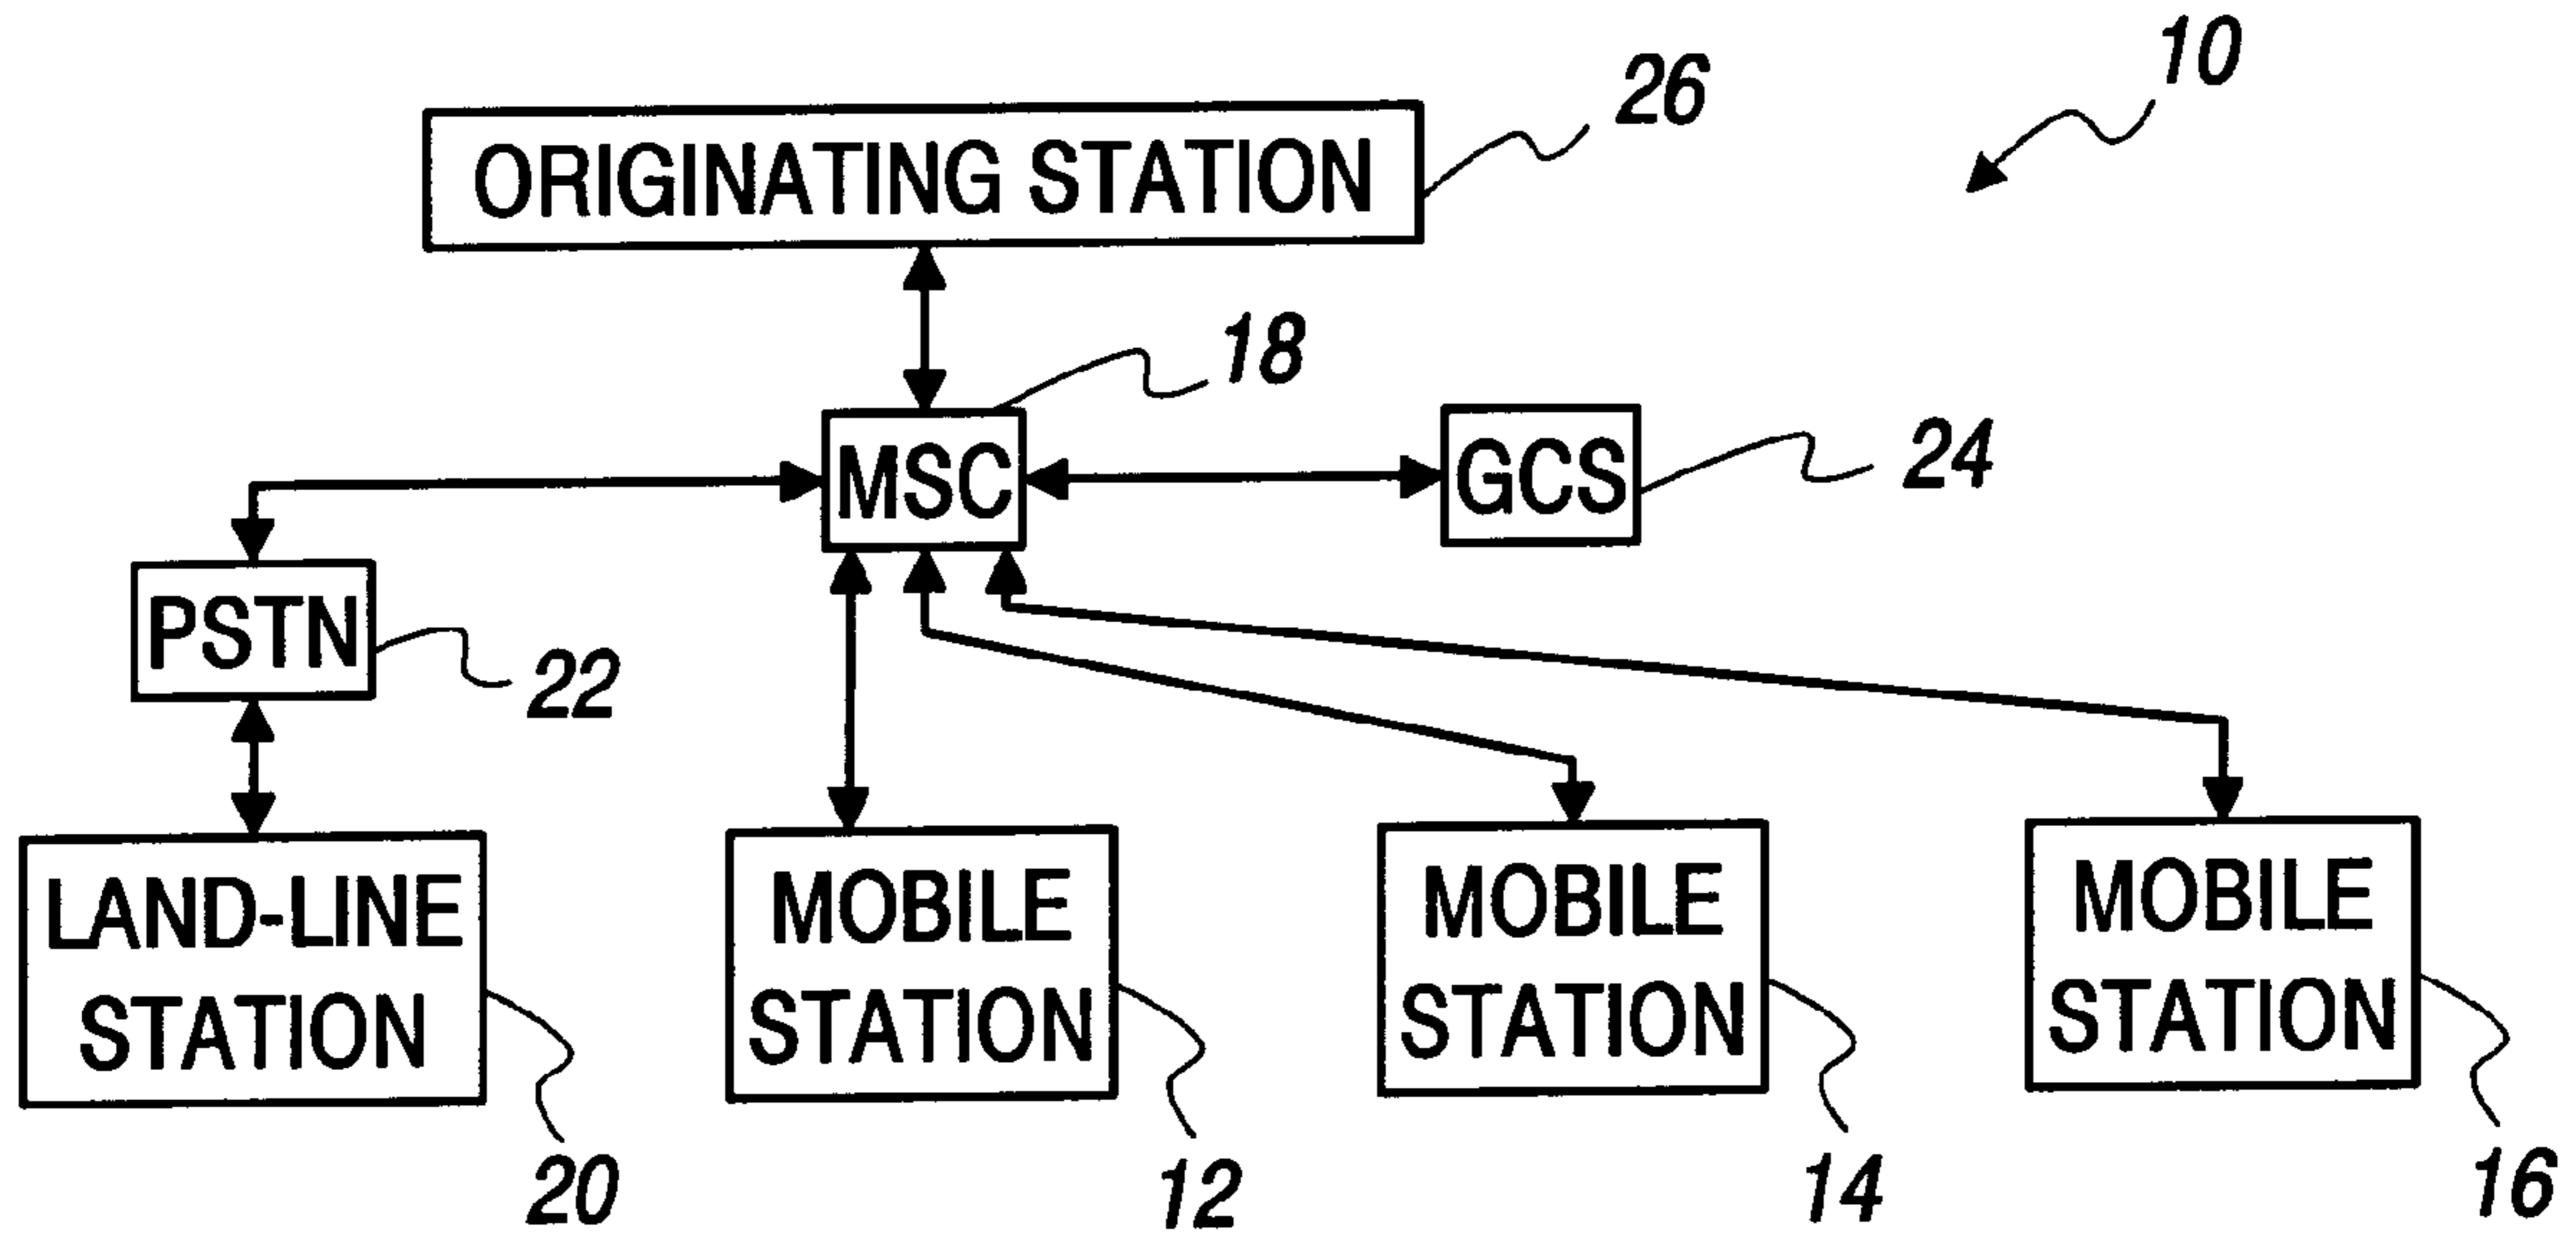 10
26
ORIGINATING STATION
18
MSC
GCS
24
PSTN
22
LAND-LINE
STATION
MOBILE
STATION
MOBILE
STATION
MOBILE
STATION
20
12
14
16